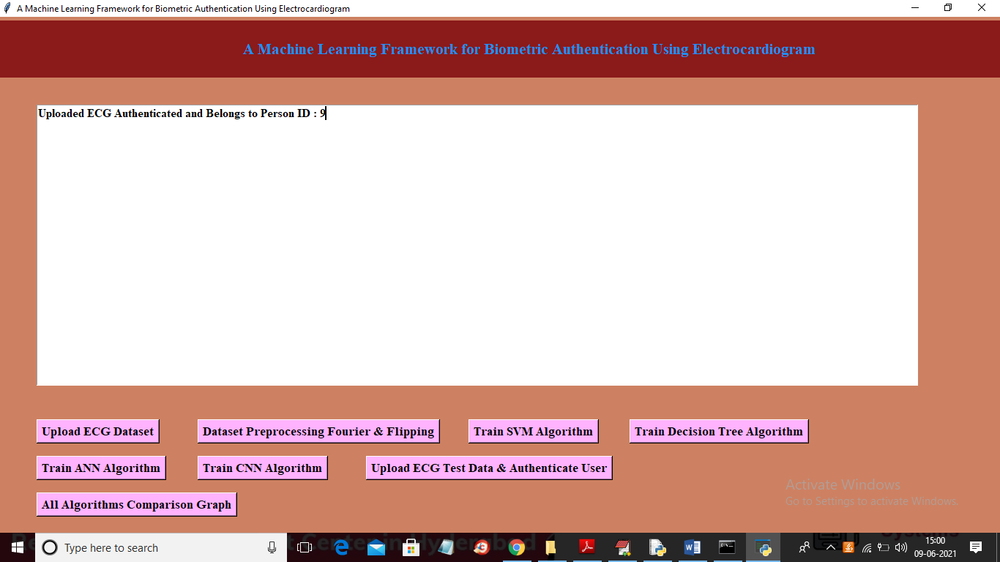 A Machine Learning Framework for Biometric Authentication Using Electrocardiogram
A Machine Learning Framework for Biometric Authentication Using Electrocardiogram
Uploaded ECG Authenticated and Belongs to Person ID : 9
Upload ECG Dataset
Dataset Preprocessing Fourier & Flipping
Train SVM Algorithm
Train Decision Tree Algorithm
Train ANN Algorithm
Train CNN Algorithm
Upload ECG Test Data & Authenticate User
All Algorithms Comparison Graph
Activate Windows
Go to Settings to activate Windows.
Type here to search
15:00
09-06-2021